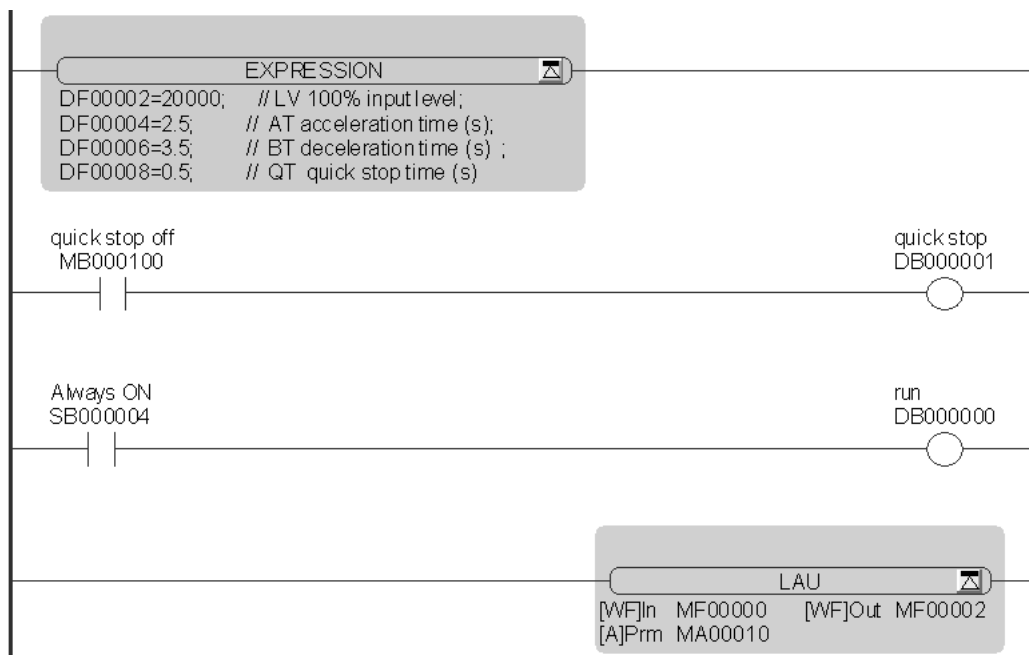 EXPRESSION
DF00002=20000; // LV 100% input level;
DF00004=2.5; // AT acceleration time (s);
DF00006=3.5; // BT deceleration time (s) ;
DF00008=0.5; // QT quick stop time (s)
quick stop off
MB000100
quick stop
DB000001
Always ON
SB000004
run
DB000000
LAU
[WF]In MF00000 [WF]Out MF00002
[A]Prm MA00010